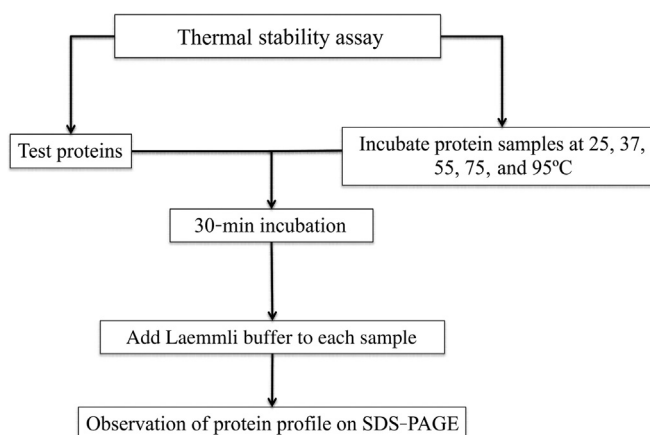 Thermal stability assay
Test proteins
Incubate protein samples at 25, 37,
55, 75, and 95ºC
30-min incubation
Add Laemmli buffer to each sample
Observation of protein profile on SDS-PAGE